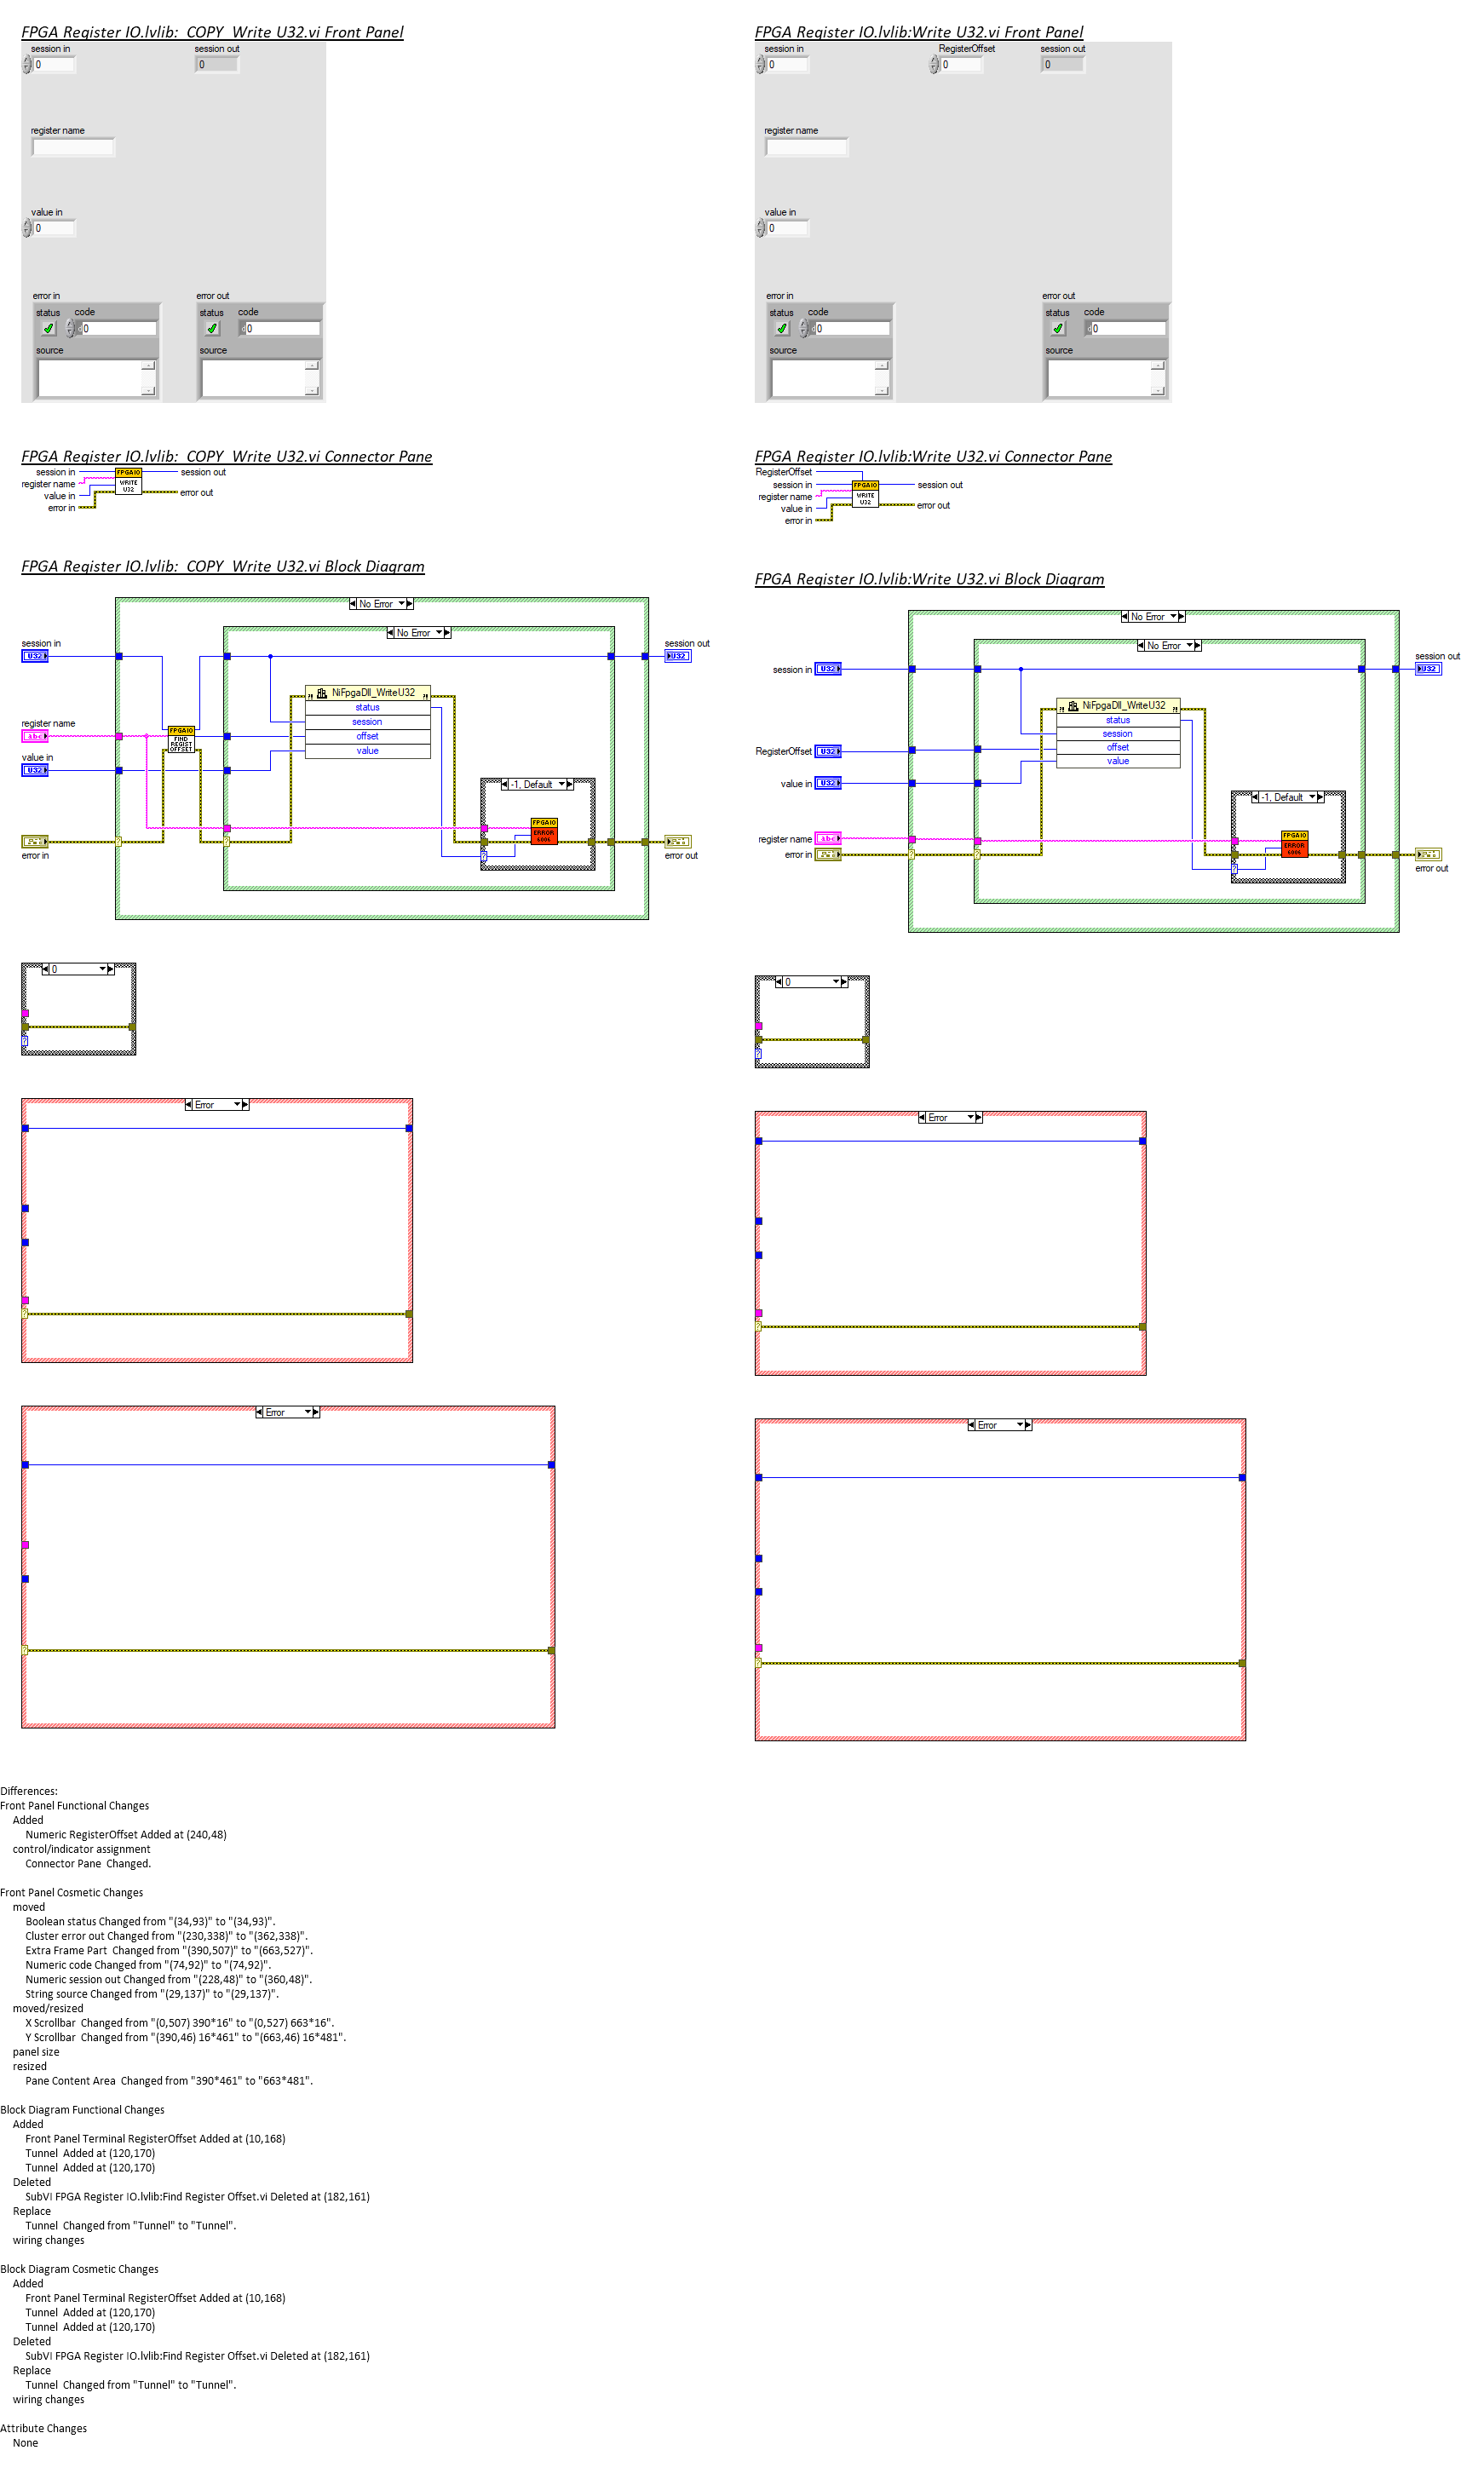 FPGA Register IO.lvlib:  COPY  Write U32.vi Front Panel
session in
0
session out
0
register name
value in
0
error in
status
code
d 0
source
error out
status
code
d 0
source
FPGA Register IO.lvlib:Write U32.vi Front Panel
session in
0
RegisterOffset
0
session out
0
register name
value in
0
error in
status
code
d 0
source
error out
status
code
d 0
source
FPGA Register IO.lvlib:  COPY  Write U32.vi Connector Pane
session in
register name
value in
error in
FPGAIO
WRITE
U32
session out
error out
FPGA Register IO.lvlib:Write U32.vi Connector Pane
RegisterOffset
session in
register name
value in
error in
FPGAIO
WRITE
U32
session out
error out
FPGA Register IO.lvlib:  COPY  Write U32.vi Block Diagram
No Error
No Error
session in
U32
session out
U32
NiFpgaDll_WriteU32
status
session
offset
value
register name
abc
FPGAIO
FIND
REGIST
OFFSET
value in
U32
-1, Default
FPGAIO
ERROR
error in
error out
FPGA Register IO.lvlib:Write U32.vi Block Diagram
No Error
No Error
session in
U32
session out
U32
NiFpgaDll_WriteU32
status
session
offset
value
RegisterOffset
U32
value in
U32
-1, Default
register name
abc
FPGAIO
ERROR
error in
error out
0
0
Error
Error
Error
Error
Differences:
Front Panel Functional Changes
Added
Numeric RegisterOffset Added at (240,48)
control/indicator assignment
Connector Pane  Changed.
Front Panel Cosmetic Changes
moved
Boolean status Changed from "(34,93)" to "(34,93)".
Cluster error out Changed from "(230,338)" to "(362,338)".
Extra Frame Part  Changed from "(390,507)" to "(663,527)".
Numeric code Changed from "(74,92)" to "(74,92)".
Numeric session out Changed from "(228,48)" to "(360,48)".
String source Changed from "(29,137)" to "(29,137)".
moved/resized
X Scrollbar  Changed from "(0,507) 390*16" to "(0,527) 663*16".
Y Scrollbar  Changed from "(390,46) 16*461" to "(663,46) 16*481".
panel size
resized
Pane Content Area  Changed from "390*461" to "663*481".
Block Diagram Functional Changes
Added
Front Panel Terminal RegisterOffset Added at (10,168)
Tunnel  Added at (120,170)
Tunnel  Added at (120,170)
Deleted
SubVI FPGA Register IO.lvlib:Find Register Offset.vi Deleted at (182,161)
Replace
Tunnel  Changed from "Tunnel" to "Tunnel".
wiring changes
Block Diagram Cosmetic Changes
Added
Front Panel Terminal RegisterOffset Added at (10,168)
Tunnel  Added at (120,170)
Tunnel  Added at (120,170)
Deleted
SubVI FPGA Register IO.lvlib:Find Register Offset.vi Deleted at (182,161)
Replace
Tunnel  Changed from "Tunnel" to "Tunnel".
wiring changes
Attribute Changes
None